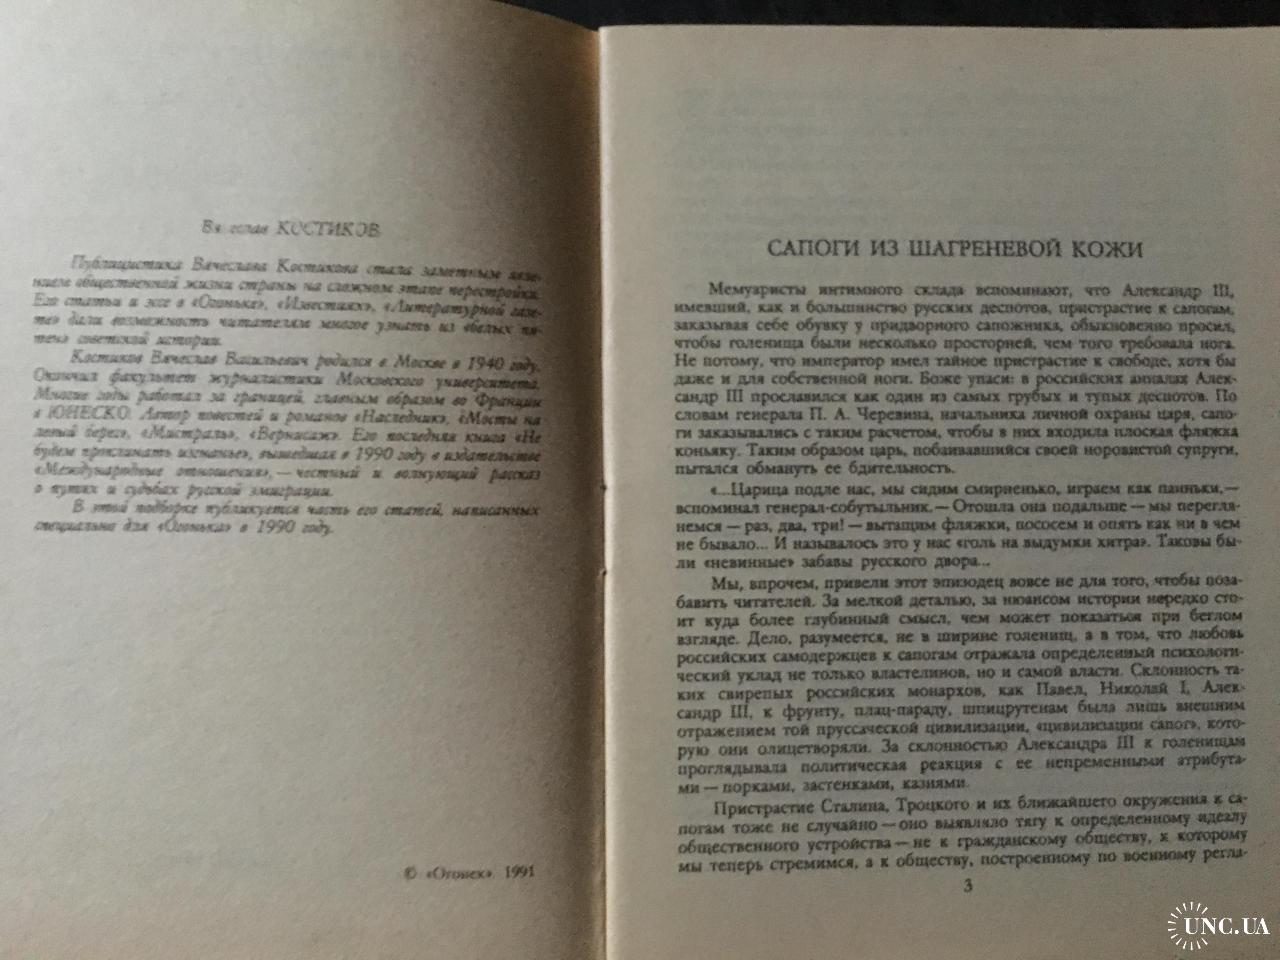 Вячеслав КОСТИКОВ
Публицистика Вячеслава Костикова стала заметным явле-
нием общественной жизни страны на сложном этапе перестройки.
Его статьи и эссе в «Огоньке», «Известиях», «Литературной газе-
те» дали возможность читателям многое узнать из «белых пя-
тен» советской истории.
Костиков Вячеслав Васильевич родился в Москве в 1940 году.
Окончил факультет журналистики Московского университета.
Многие годы работал за границей, главным образом во Франции
в ЮНЕСКО. Автор повестей и романов «Наследник», «Мосты на
левый берег», «Мистраль», «Вернисаж». Его последняя книга «Не
будем проклинать изгнанье», вышедшая в 1990 году в издательстве
«Международные отношения», — честный и волнующий рассказ
о путях и судьбах русской эмиграции.
В этой подборке публикуется часть его статей, написанных
специально для «Огонька» в 1990 году.
© «Огонек» 1991
САПОГИ ИЗ ШАГРЕНЕВОЙ КОЖИ
Мемуаристы интимного склада вспоминают, что Александр III,
имевший, как и большинство русских деспотов, пристрастие к сапогам,
заказывая себе обувку у придворного сапожника, обыкновенно просил,
чтобы голенища были несколько просторней, чем того требовала нога.
Не потому, что император имел тайное пристрастие к свободе, хотя бы
даже и для собственной ноги. Боже упаси: в российских анналах Алек-
сандр III прославился как один из самых грубых и тупых деспотов. По
словам генерала П. А. Черевина, начальника личной охраны царя, сапо-
ги заказывались с таким расчетом, чтобы в них входила плоская фляжка
коньяку. Таким образом царь, побаивавшийся своей норовистой супруги,
пытался обмануть ее бдительность.
«...Царица подле нас, мы сидим смирненько, играем как паиньки,—
вспоминал генерал-собутыльник.— Отошла она подальше — мы перегля-
немся — раз, два, три! — вытащим фляжки, пососем и опять как ни в чем
не бывало... И называлось это у нас «голь на выдумки хитра». Таковы бы-
ли «невинные» забавы русского двора...
Мы, впрочем, привели этот эпизодец вовсе не для того, чтобы поза-
бавить читателей. За мелкой деталью, за нюансом истории нередко сто-
ит куда более глубинный смысл, чем может показаться при беглом
взгляде. Дело, разумеется, не в ширине голенищ, а в том, что любовь
российских самодержцев к сапогам отражала определенный психологи-
ческий уклад не только властелинов, но и самой власти. Склонность та-
ких свирепых российских монархов, как Павел, Николай I, Алек-
сандр III, к фрунту, плац-параду, шпицрутенам была лишь внешним
отражением той пруссаческой цивилизации, «цивилизации сапог», кото-
рую они олицетворяли. За склонностью Александра III к голенищам
проглядывала политическая реакция с ее непременными атрибута-
ми — порками, застенками, казнями.
Пристрастие Сталина, Троцкого и их ближайшего окружения к са-
погам тоже не случайно — оно выявляло тягу к определенному идеалу
общественного устройства — не к гражданскому обществу, к которому
мы теперь стремимся, а к обществу, построенному по военному регла-
3
UNC.UA